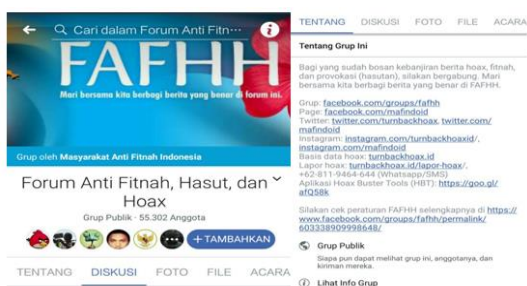 Cari dalam Forum Anti Fitn...
FAFHH
Mari bersama kita berbagi berita yang benar di forum ini.
Grup oleh Masyarakat Anti Fitnah Indonesia
Forum Anti Fitnah, Hasut, dan
Hoax
Grup Publik · 55.302 Anggota
+ TAMBAHKAN
TENTANG DISKUSI FOTO FILE ACARA
TENTANG DISKUSI FOTO FILE ACARA
Tentang Grup Ini
Bagi yang sudah bosan kebanjiran berita hoax, fitnah,
dan provokasi (hasutan), silakan bergabung. Mari
bersama kita berbagi berita yang benar di FAFHH.
Grup: facebook.com/groups/fafhh
Page: facebook.com/mafindoid
Twitter: twitter.com/turnbackhoax, twitter.com/
mafindoid
Instagram: instagram.com/turnbackhoaxid/,
instagram.com/mafindoid
Basis data hoax: turnbackhoax.id
Lapor hoax: turnbackhoax.id/lapor-hoax/,
+62-811-9464-644 (Whatsapp/SMS)
Aplikasi Hoax Buster Tools (HBT): https://goo.gl/
afQ58k
Silakan cek peraturan FAFHH selengkapnya di https://
www.facebook.com/groups/fafhh/permalink/
603338909998648/
Grup Publik
Siapa pun dapat melihat grup ini, anggotanya, dan
kiriman mereka.
Lihat Info Grup